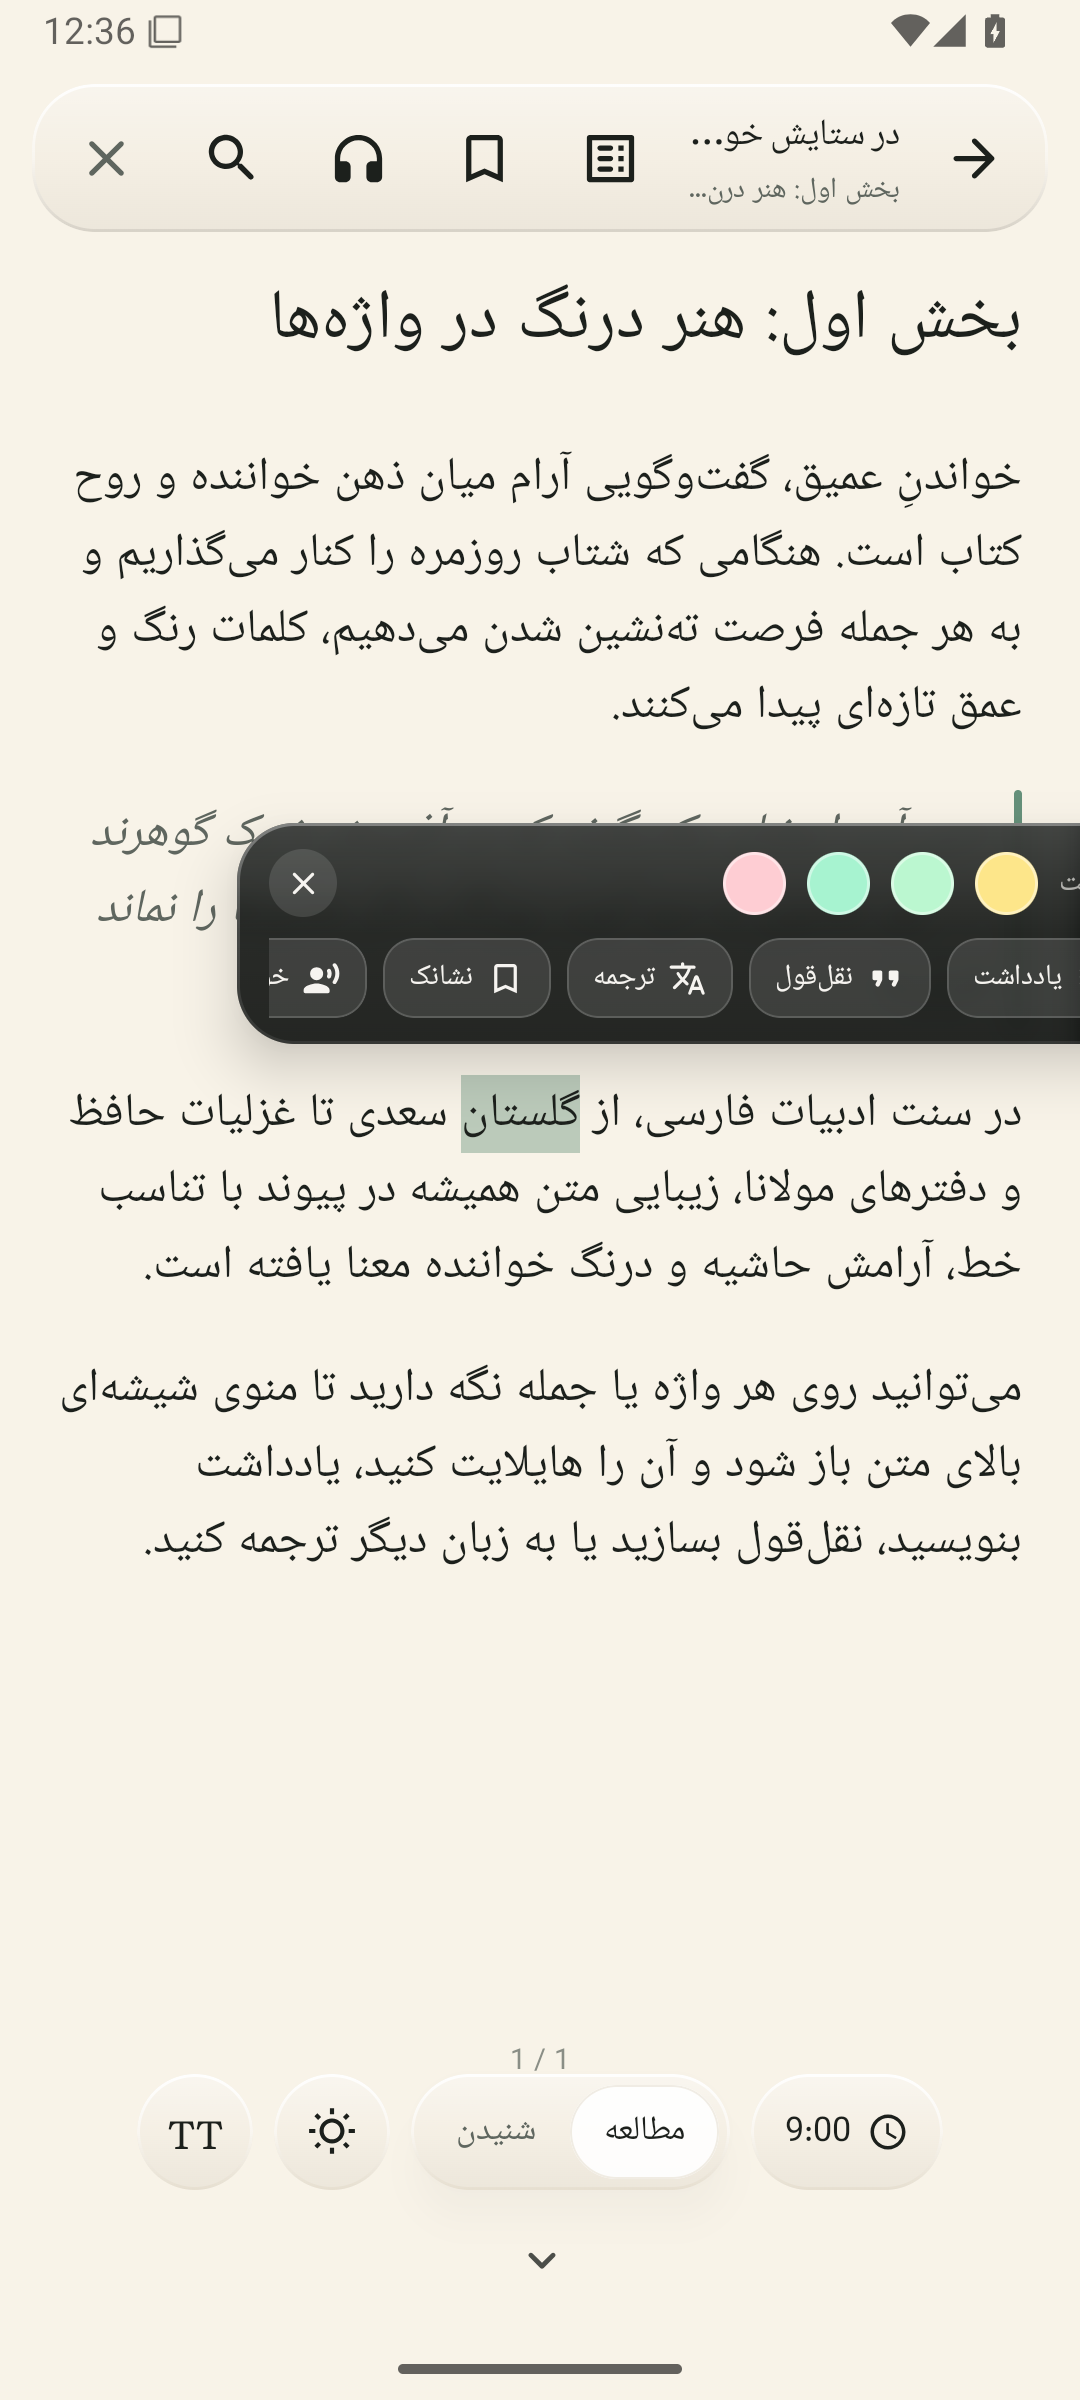 12:36
در ستایش خو...
بخش اول: هنر درن...
بخش اول: هنر درنگ در واژه‌ها
خواندنِ عمیق، گفت‌وگویی آرام میان ذهن خواننده و روح
کتاب است. هنگامی که شتاب روزمره را کنار می‌گذاریم و
به هر جمله فرصت ته‌نشین شدن می‌دهیم، کلمات رنگ و
عمق تازه‌ای پیدا می‌کنند.
گوهرند
را نماند
یادداشت
نقل‌قول
ترجمه
نشانک
در سنت ادبیات فارسی، از گلستان سعدی تا غزلیات حافظ
و دفترهای مولانا، زیبایی متن همیشه در پیوند با تناسب
خط، آرامش حاشیه و درنگ خواننده معنا یافته است.
می‌توانید روی هر واژه یا جمله نگه دارید تا منوی شیشه‌ای
بالای متن باز شود و آن را هایلایت کنید، یادداشت
بنویسید، نقل‌قول بسازید یا به زبان دیگر ترجمه کنید.
1 / 1
9:00
مطالعه
شنیدن
TT